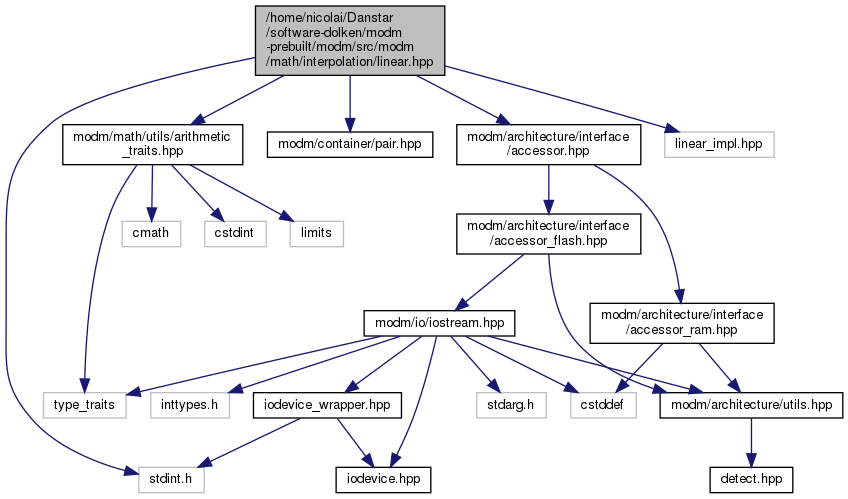 /home/nicolai/Danstar
/software-dolken/modm
-prebuilt/modm/src/modm
/math/interpolation/linear.hpp
modm/math/utils/arithmetic
_traits.hpp
modm/container/pair.hpp
modm/architecture/interface
/accessor.hpp
linear_impl.hpp
cmath
cstdint
limits
modm/architecture/interface
/accessor_flash.hpp
modm/io/iostream.hpp
modm/architecture/interface
/accessor_ram.hpp
type_traits
inttypes.h
iodevice_wrapper.hpp
stdarg.h
cstddef
modm/architecture/utils.hpp
stdint.h
iodevice.hpp
detect.hpp